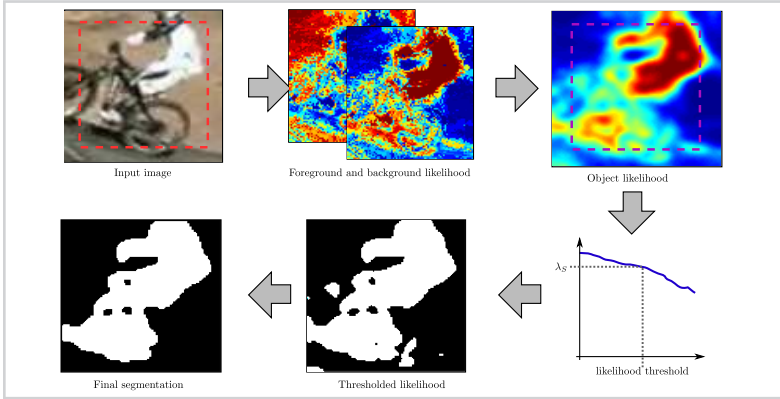 Input image
Foreground and background likelihood
Object likelihood
λS
likelihood threshold
Final segmentation
Thresholded likelihood